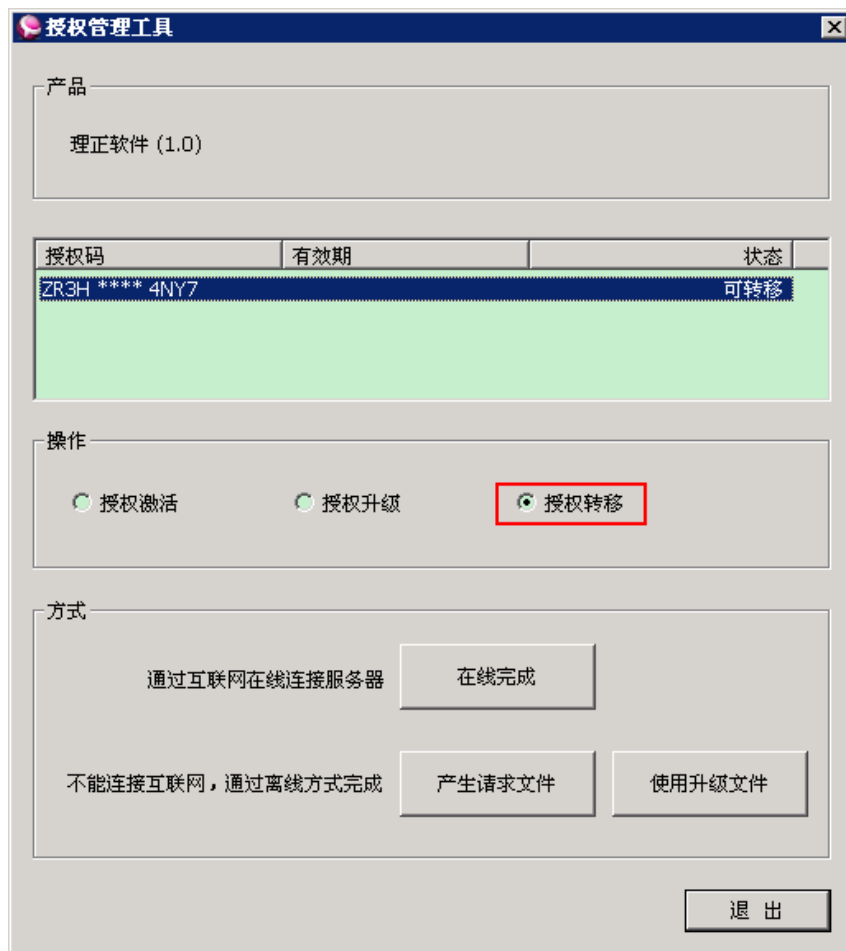 授权管理工具
产品
理正软件 (1.0)
授权码 有效期 状态
ZR3H **** 4NY7 可转移
操作
授权激活 授权升级 授权转移
方式
通过互联网在线连接服务器 在线完成
不能连接互联网，通过离线方式完成 产生请求文件 使用升级文件
退 出